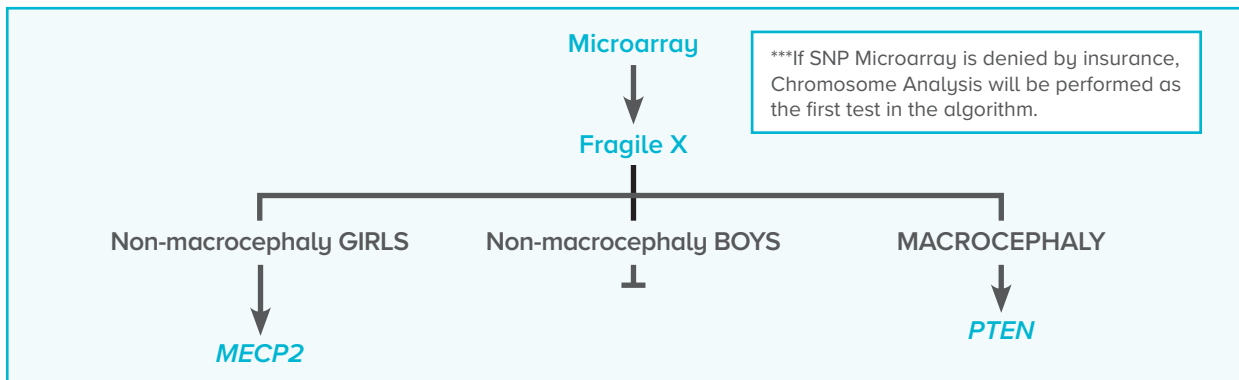 Microarray
***If SNP Microarray is denied by insurance,
Chromosome Analysis will be performed as
the first test in the algorithm.
Fragile X
Non-macrocephaly GIRLS
Non-macrocephaly BOYS
MACROCEPHALY
MECP2
PTEN